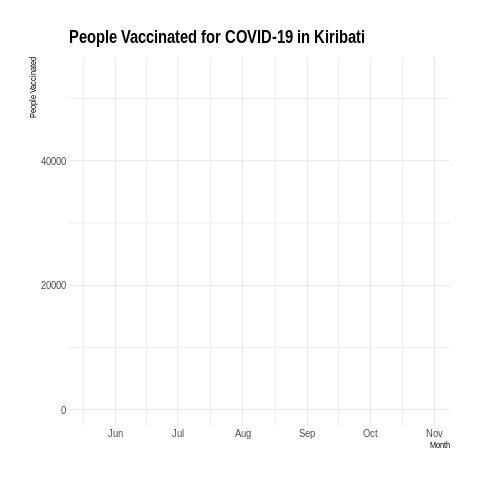 People Vaccinated for COVID-19 in Kiribati
People Vaccinated
40000
20000
0
Jun Jul Aug Sep Oct Nov
Month